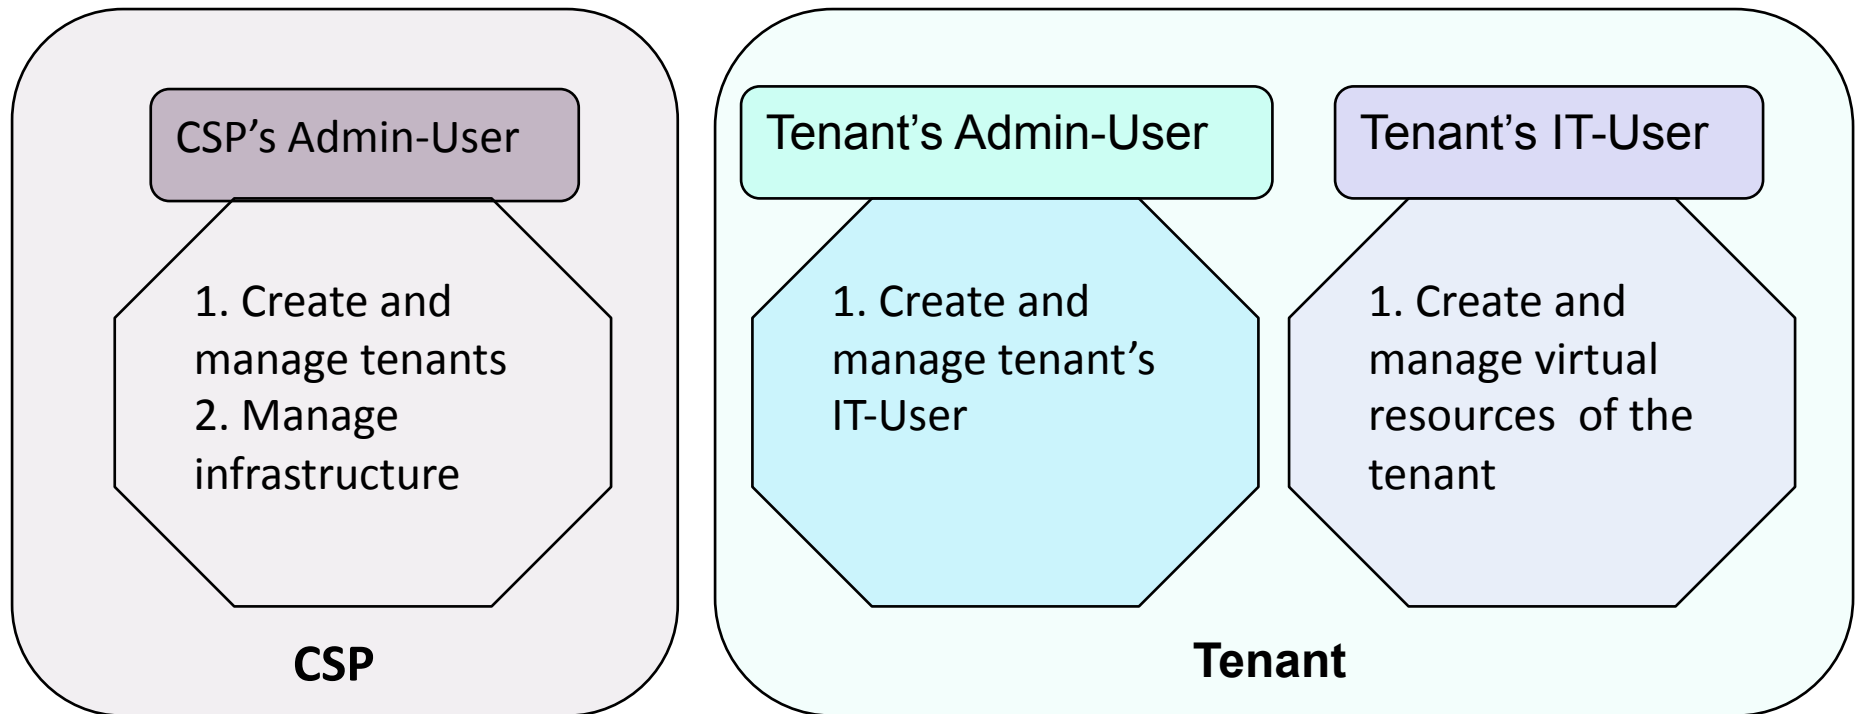 CSP’s Admin-User
1. Create and
manage tenants
2. Manage
infrastructure
CSP
Tenant’s Admin-User
1. Create and
manage tenant’s
IT-User
Tenant’s IT-User
1. Create and
manage virtual
resources  of the
tenant
Tenant